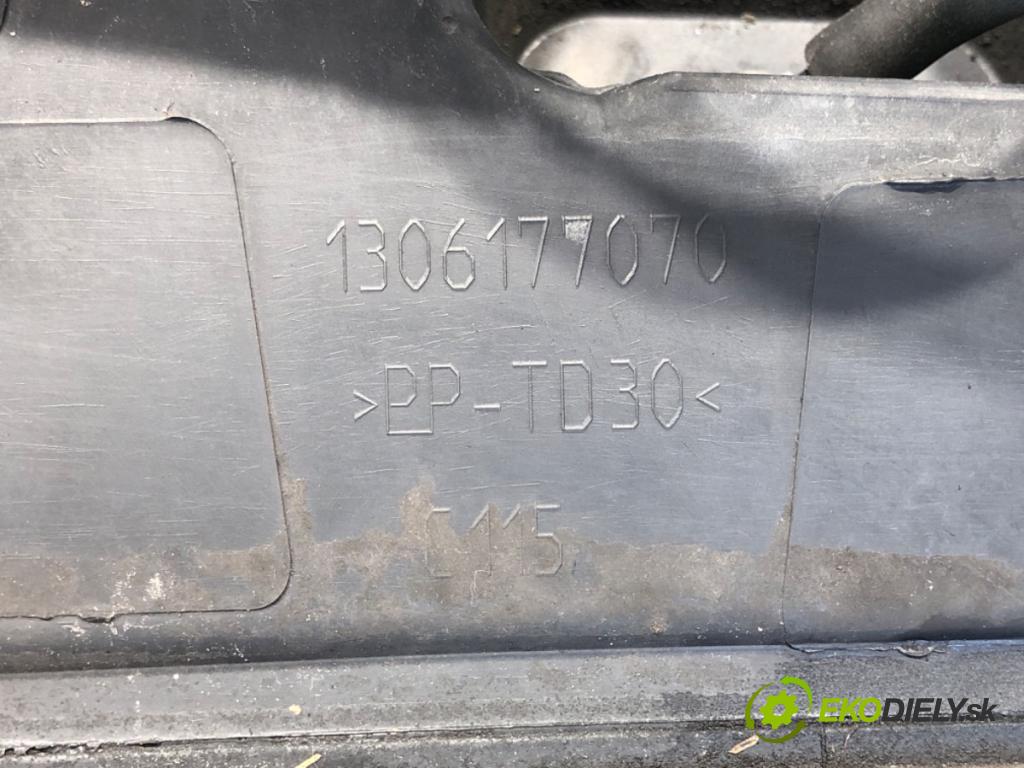 1306177070
>PP-TD30<
C115
EKODIELY.sk